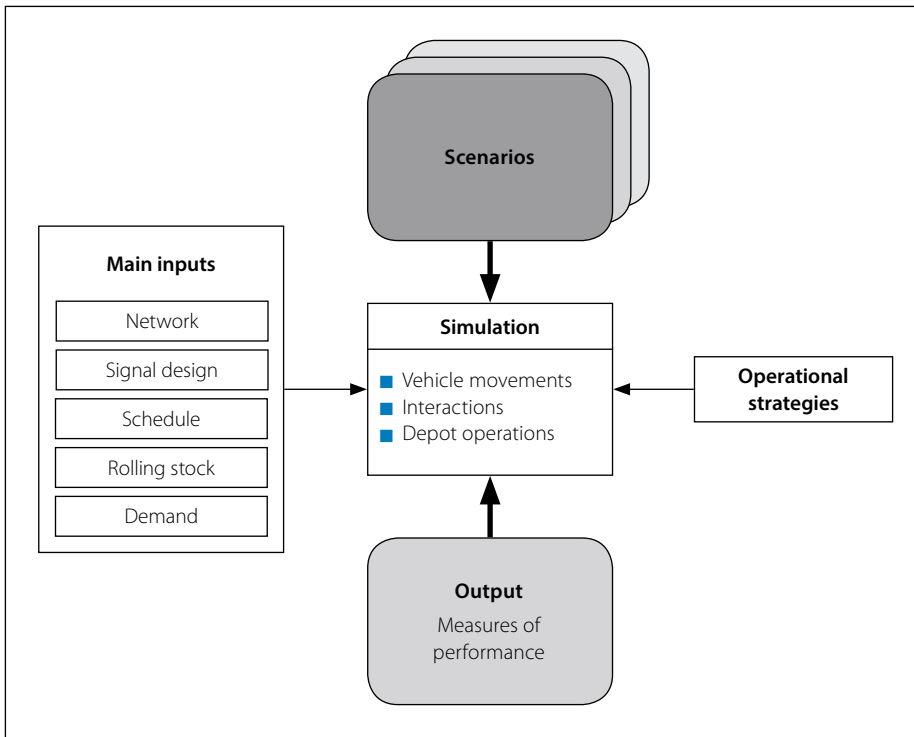 Scenarios
Main inputs
Network
Signal design
Schedule
Rolling stock
Demand
Simulation
Vehicle movements
Interactions
Depot operations
Operational
strategies
Output
Measures of
performance